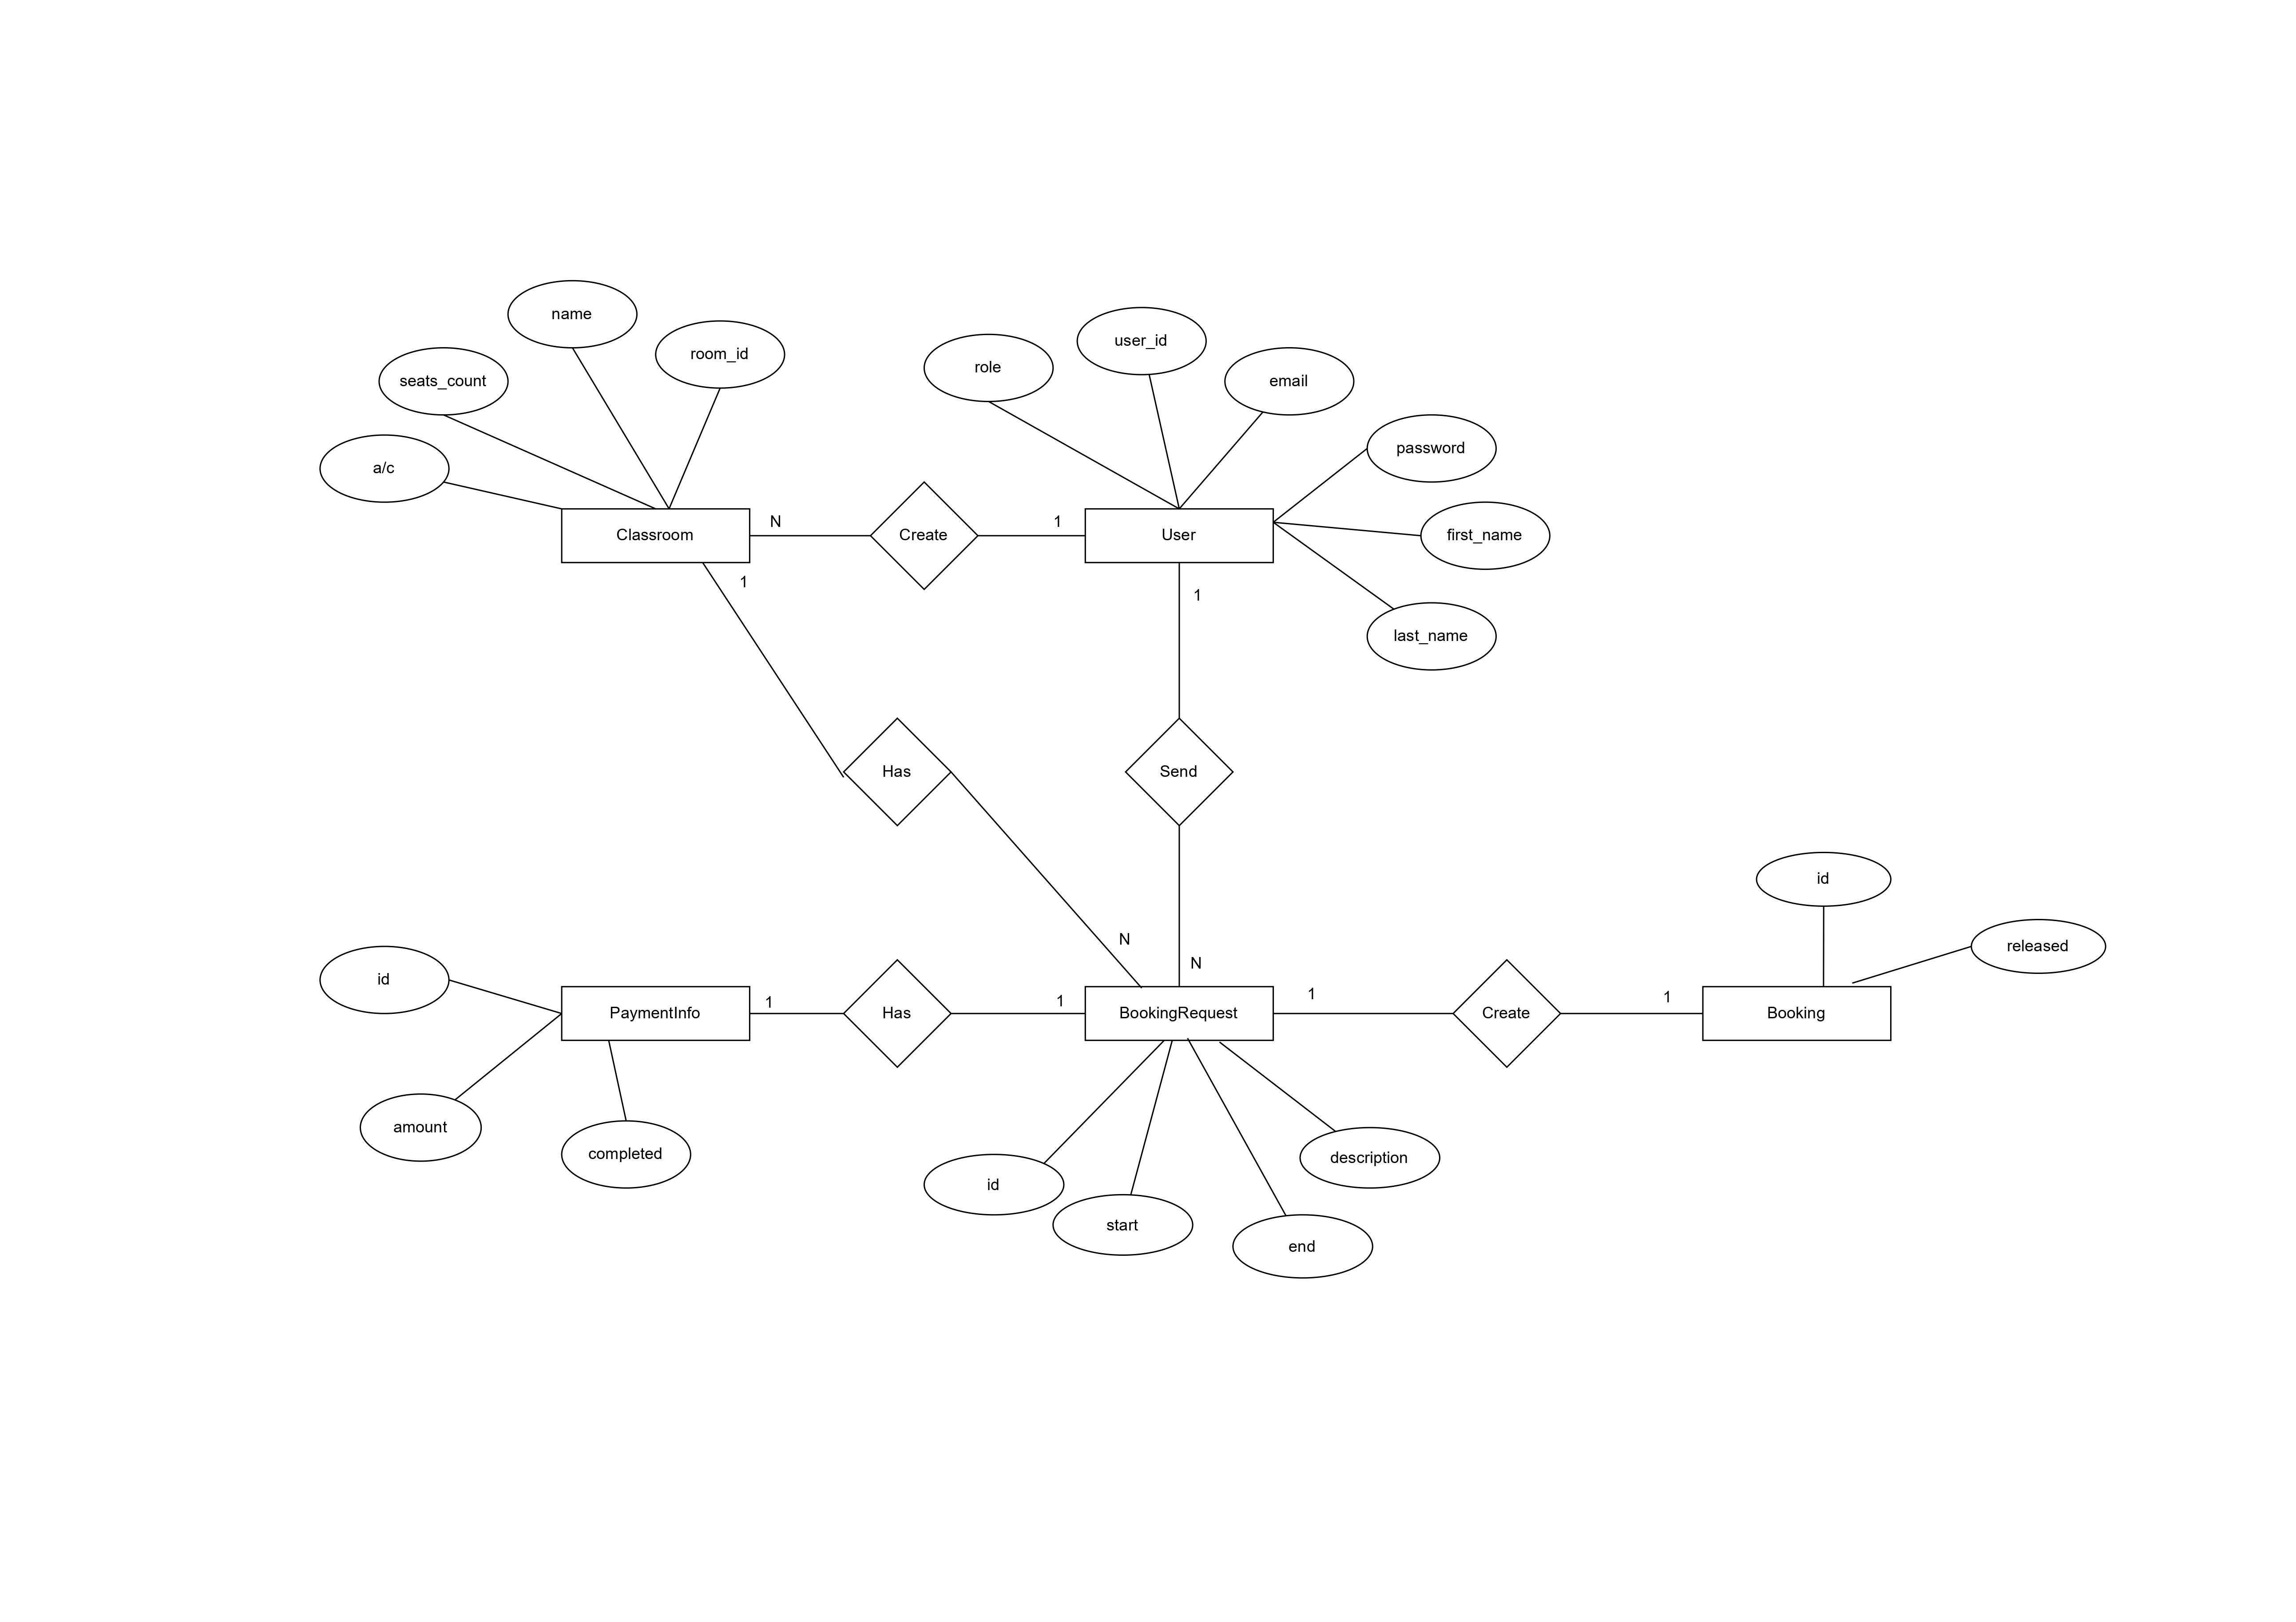 name
room_id
seats_count
a/c
role
user_id
email
password
first_name
last_name
Classroom
N
Create
1
User
1
1
Has
Send
N
N
id
released
id
PaymentInfo
1
Has
1
BookingRequest
1
Create
1
Booking
amount
completed
id
start
end
description